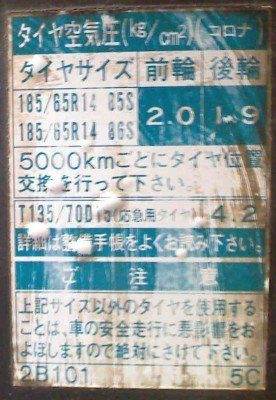 タイヤ空気圧(kg/cm²)(コロナ)
タイヤサイズ 前輪 後輪
185/65R14 85S 2.0 1.9
185/65R14 86S
5000kmごとにタイヤ位置
交換を行って下さい。
T135/70D (応急用タイヤ) 4.2
詳細は整備手帳をよくお読み下さい。
ご注意
上記サイズ以外のタイヤを使用する
ことは、車の安全走行に悪影響をお
よぼしますので絶対にさけて下さい。
2B101 5C